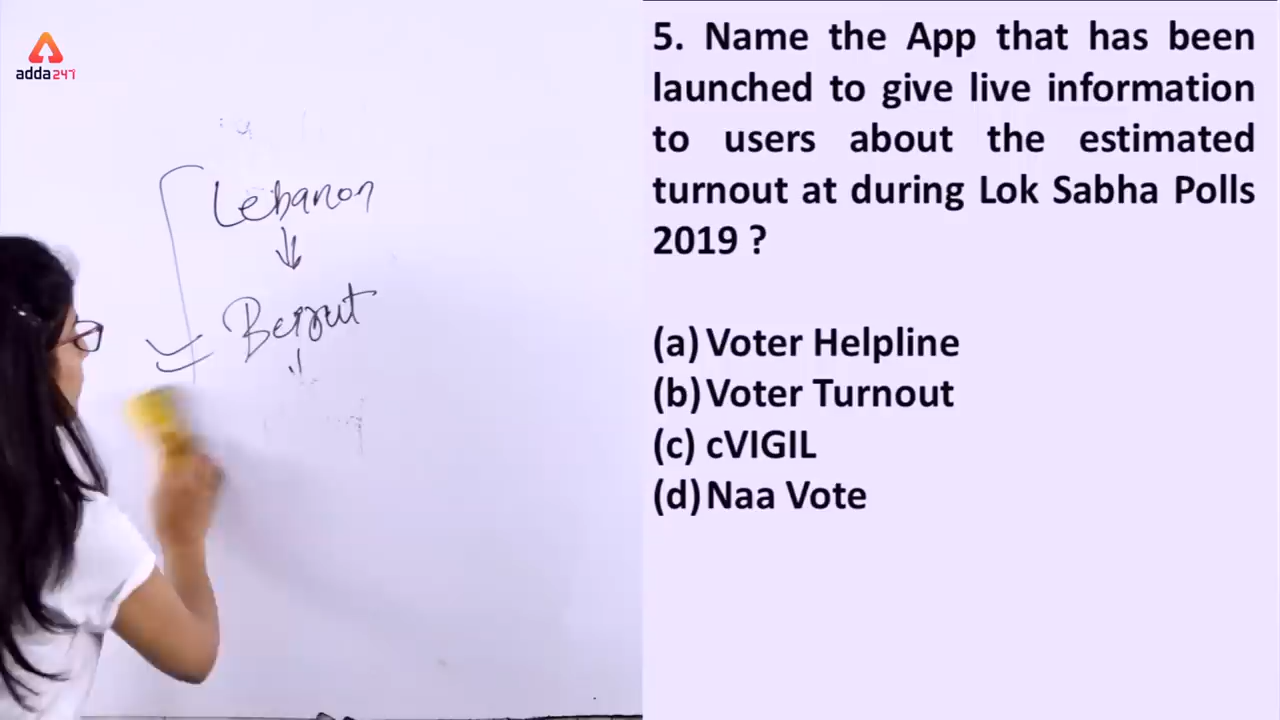 adda247
Lebanon
Beirut
5. Name the App that has been
launched to give live information
to users about the estimated
turnout at during Lok Sabha Polls
2019 ?
(a) Voter Helpline
(b) Voter Turnout
(c) cVIGIL
(d) Naa Vote